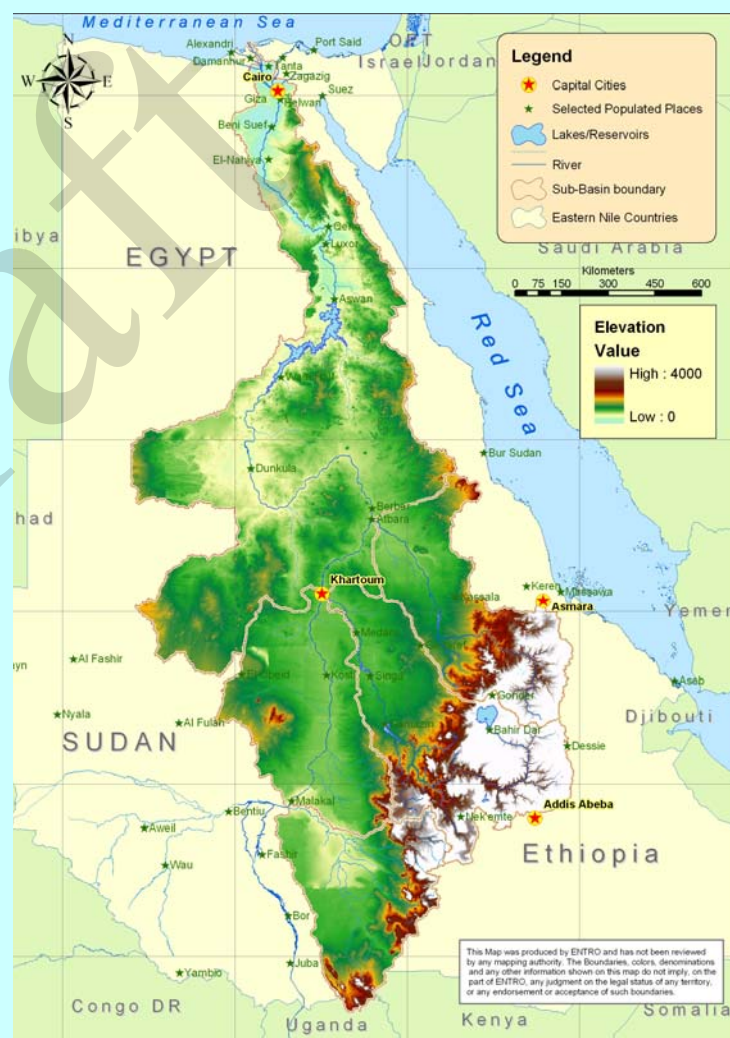 Mediterranean Sea
N
W E
S
Alexandri
Port Said
Damanhur
Tanta
Zagazig
Cairo
Giza
Helwan
Suez
OPT
Israel
Jordan
Beni Suef
El-Nahiya
ibya
EGYPT
Luxor
Aswan
Saudi Arabia
Red Sea
Legend
Capital Cities
Selected Populated Places
Lakes/Reservoirs
River
Sub-Basin boundary
Eastern Nile Countries
Kilometers
0 75 150 300 450 600
Elevation
Value
High : 4000
Low : 0
Dunkula
Bur Sudan
Berber
Atbara
had
Khartoum
Keren
Massawa
Asmara
Kassala
Yemen
Medani
Al Fashir
El Obeid
Kosti
Singa
Gonder
Asab
ayn
Nyala
Al Fulah
SUDAN
Bahir Dar
Djibouti
Dessie
Malakal
Bentiu
Aweil
Nek'emte
Addis Abeba
Ethiopia
Wau
Fashir
Bor
Juba
Yambio
Congo DR
Uganda
Kenya
Somalia
This Map was produced by ENTRO and has not been reviewed
by any mapping authority. The Boundaries, colors, denominations
and any other information shown on this map do not imply, on the
part of ENTRO, any judgment on the legal status of any territory,
or any endorsement or acceptance of such boundaries.